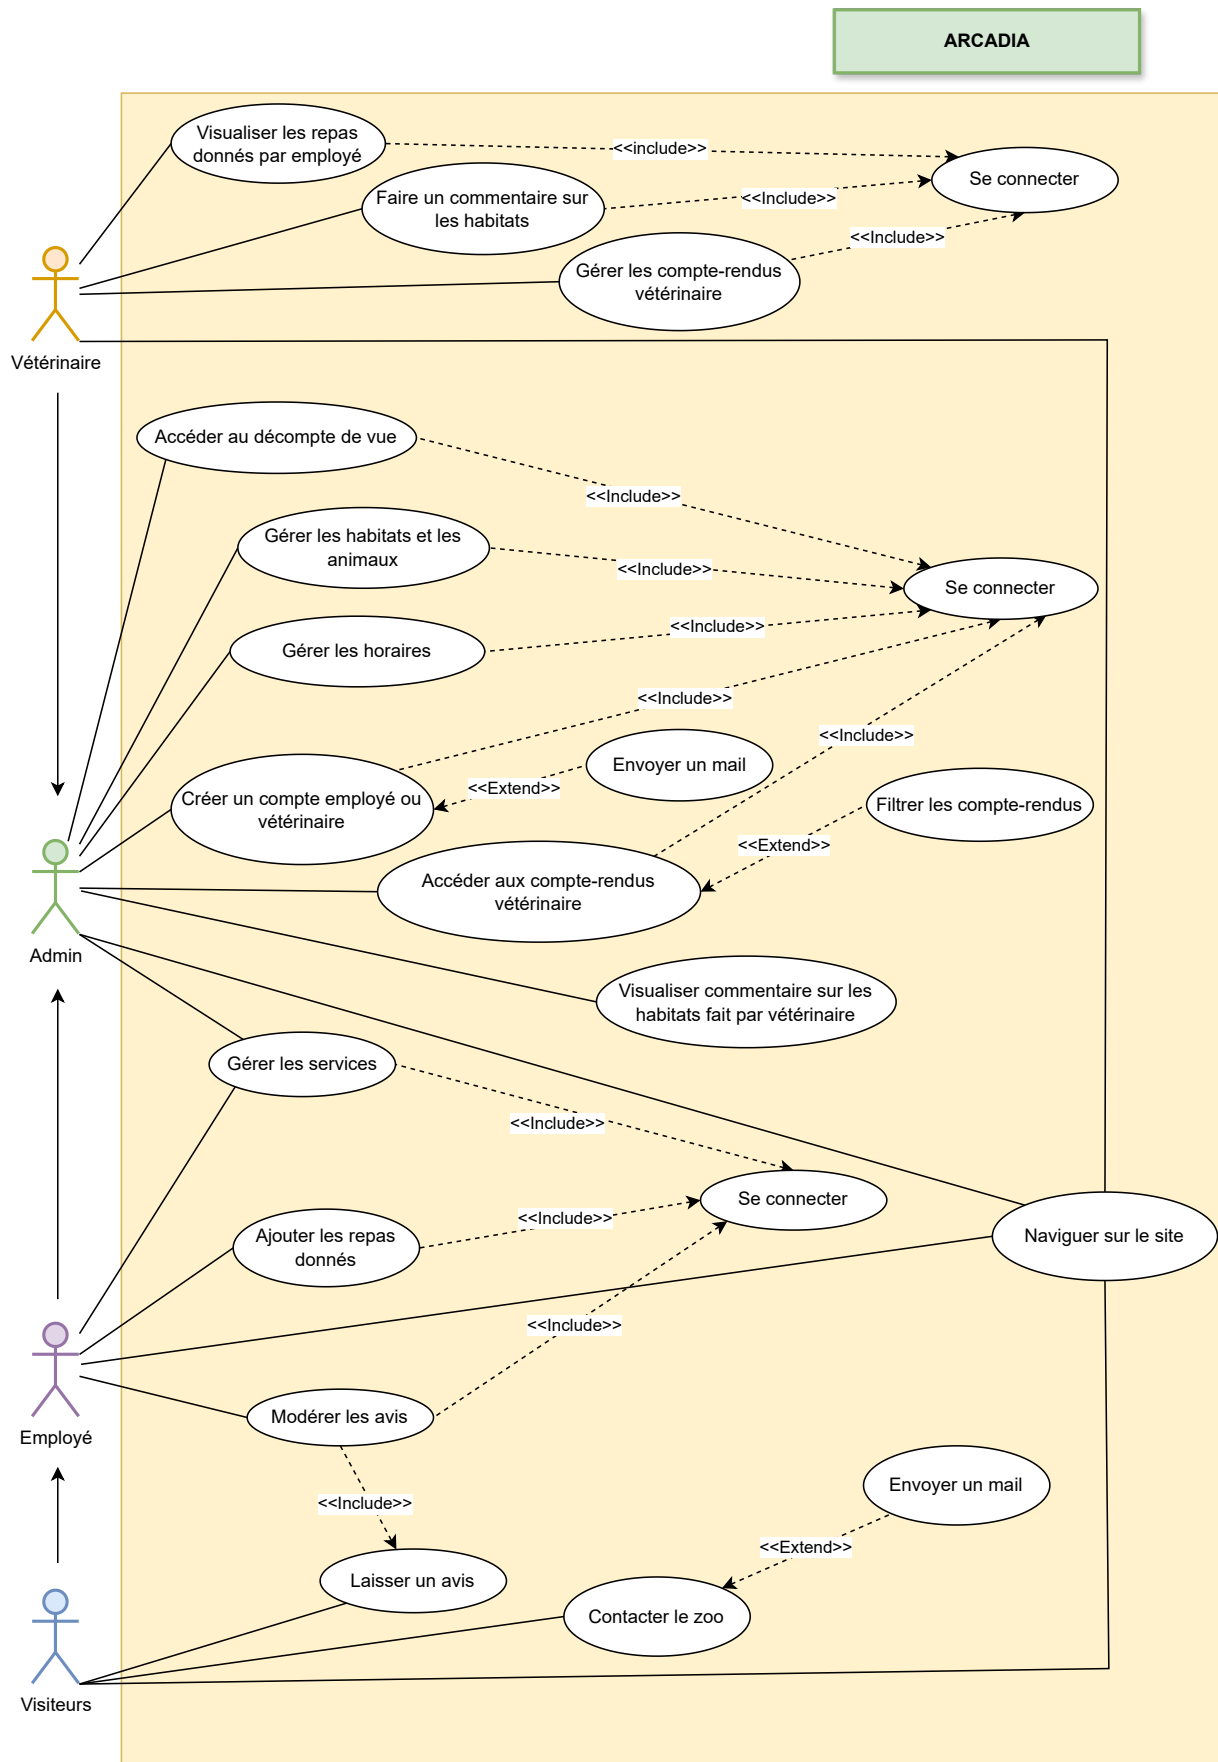 ARCADIA
Visualiser les repas
donnés par employé
<<include>>
Se connecter
Faire un commentaire sur
les habitats
<<Include>>
<<Include>>
Gérer les compte-rendus
vétérinaire
Vétérinaire
Accéder au décompte de vue
<<Include>>
Gérer les habitats et les
animaux
<<Include>>
Se connecter
Gérer les horaires
<<Include>>
<<Include>>
<<Include>>
Envoyer un mail
<<Extend>>
Créer un compte employé ou
vétérinaire
Filtrer les compte-rendus
<<Extend>>
Accéder aux compte-rendus
vétérinaire
Admin
Visualiser commentaire sur les
habitats fait par vétérinaire
Gérer les services
<<Include>>
Se connecter
<<Include>>
Ajouter les repas
donnés
Naviguer sur le site
<<Include>>
Modérer les avis
Employé
<<Include>>
Envoyer un mail
<<Extend>>
Laisser un avis
Contacter le zoo
Visiteurs